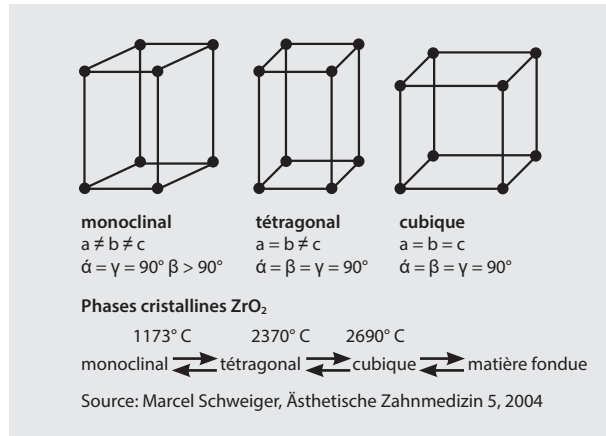 monoclinal tétragonal cubique
a ≠ b ≠ c a = b ≠ c a = b = c
ά = γ = 90° β > 90° ά = β = γ = 90° ά = β = γ = 90°
Phases cristallines ZrO₂
1173° C 2370° C 2690° C
monoclinal tétragonal cubique matière fondue
Source: Marcel Schweiger, Ästhetische Zahnmedizin 5, 2004